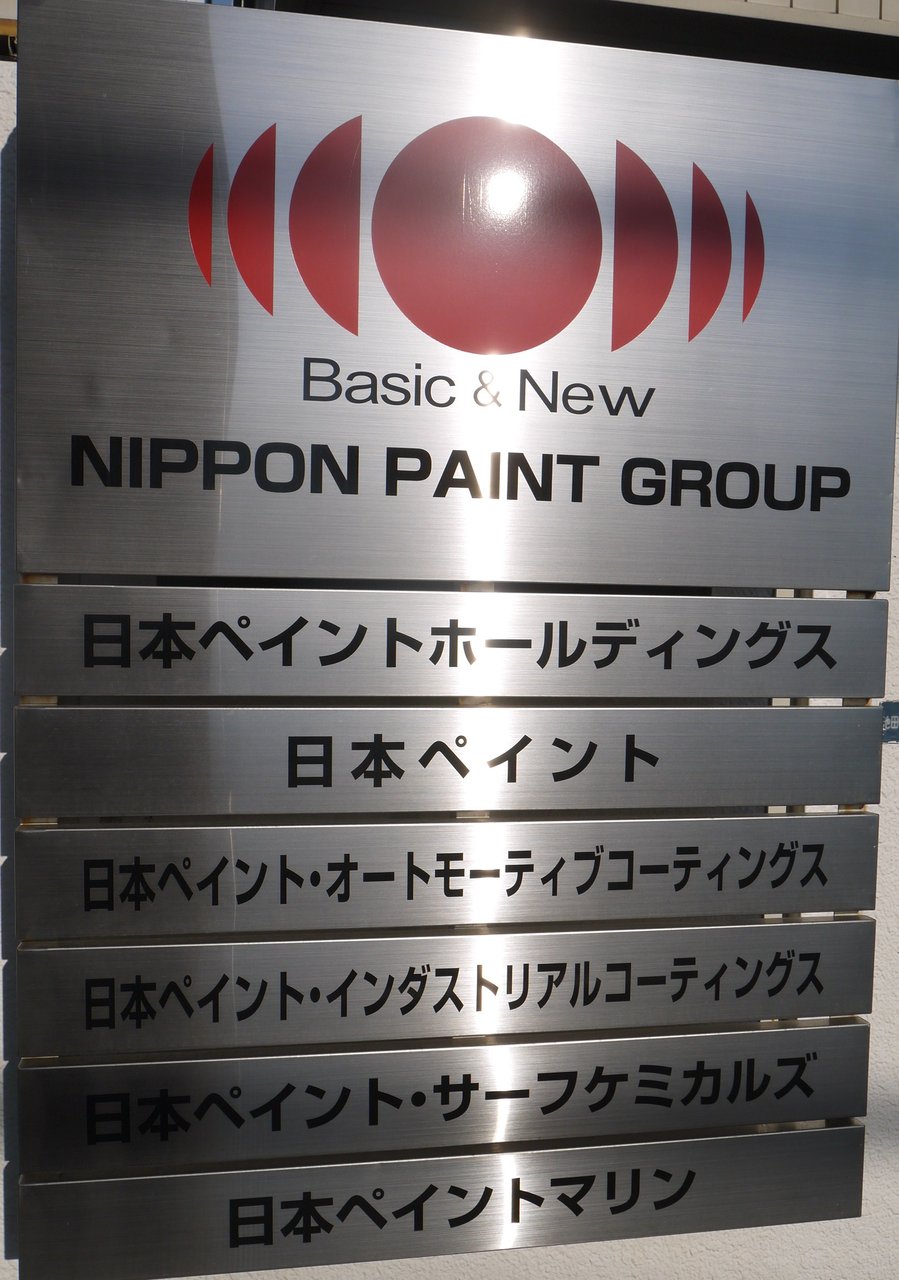 Basic & New
NIPPON PAINT GROUP
日本ペイントホールディングス
日本ペイント
日本ペイント・オートモーティブコーティングス
日本ペイント・インダストリアルコーティングス
日本ペイント・サーフケミカルズ
日本ペイントマリン